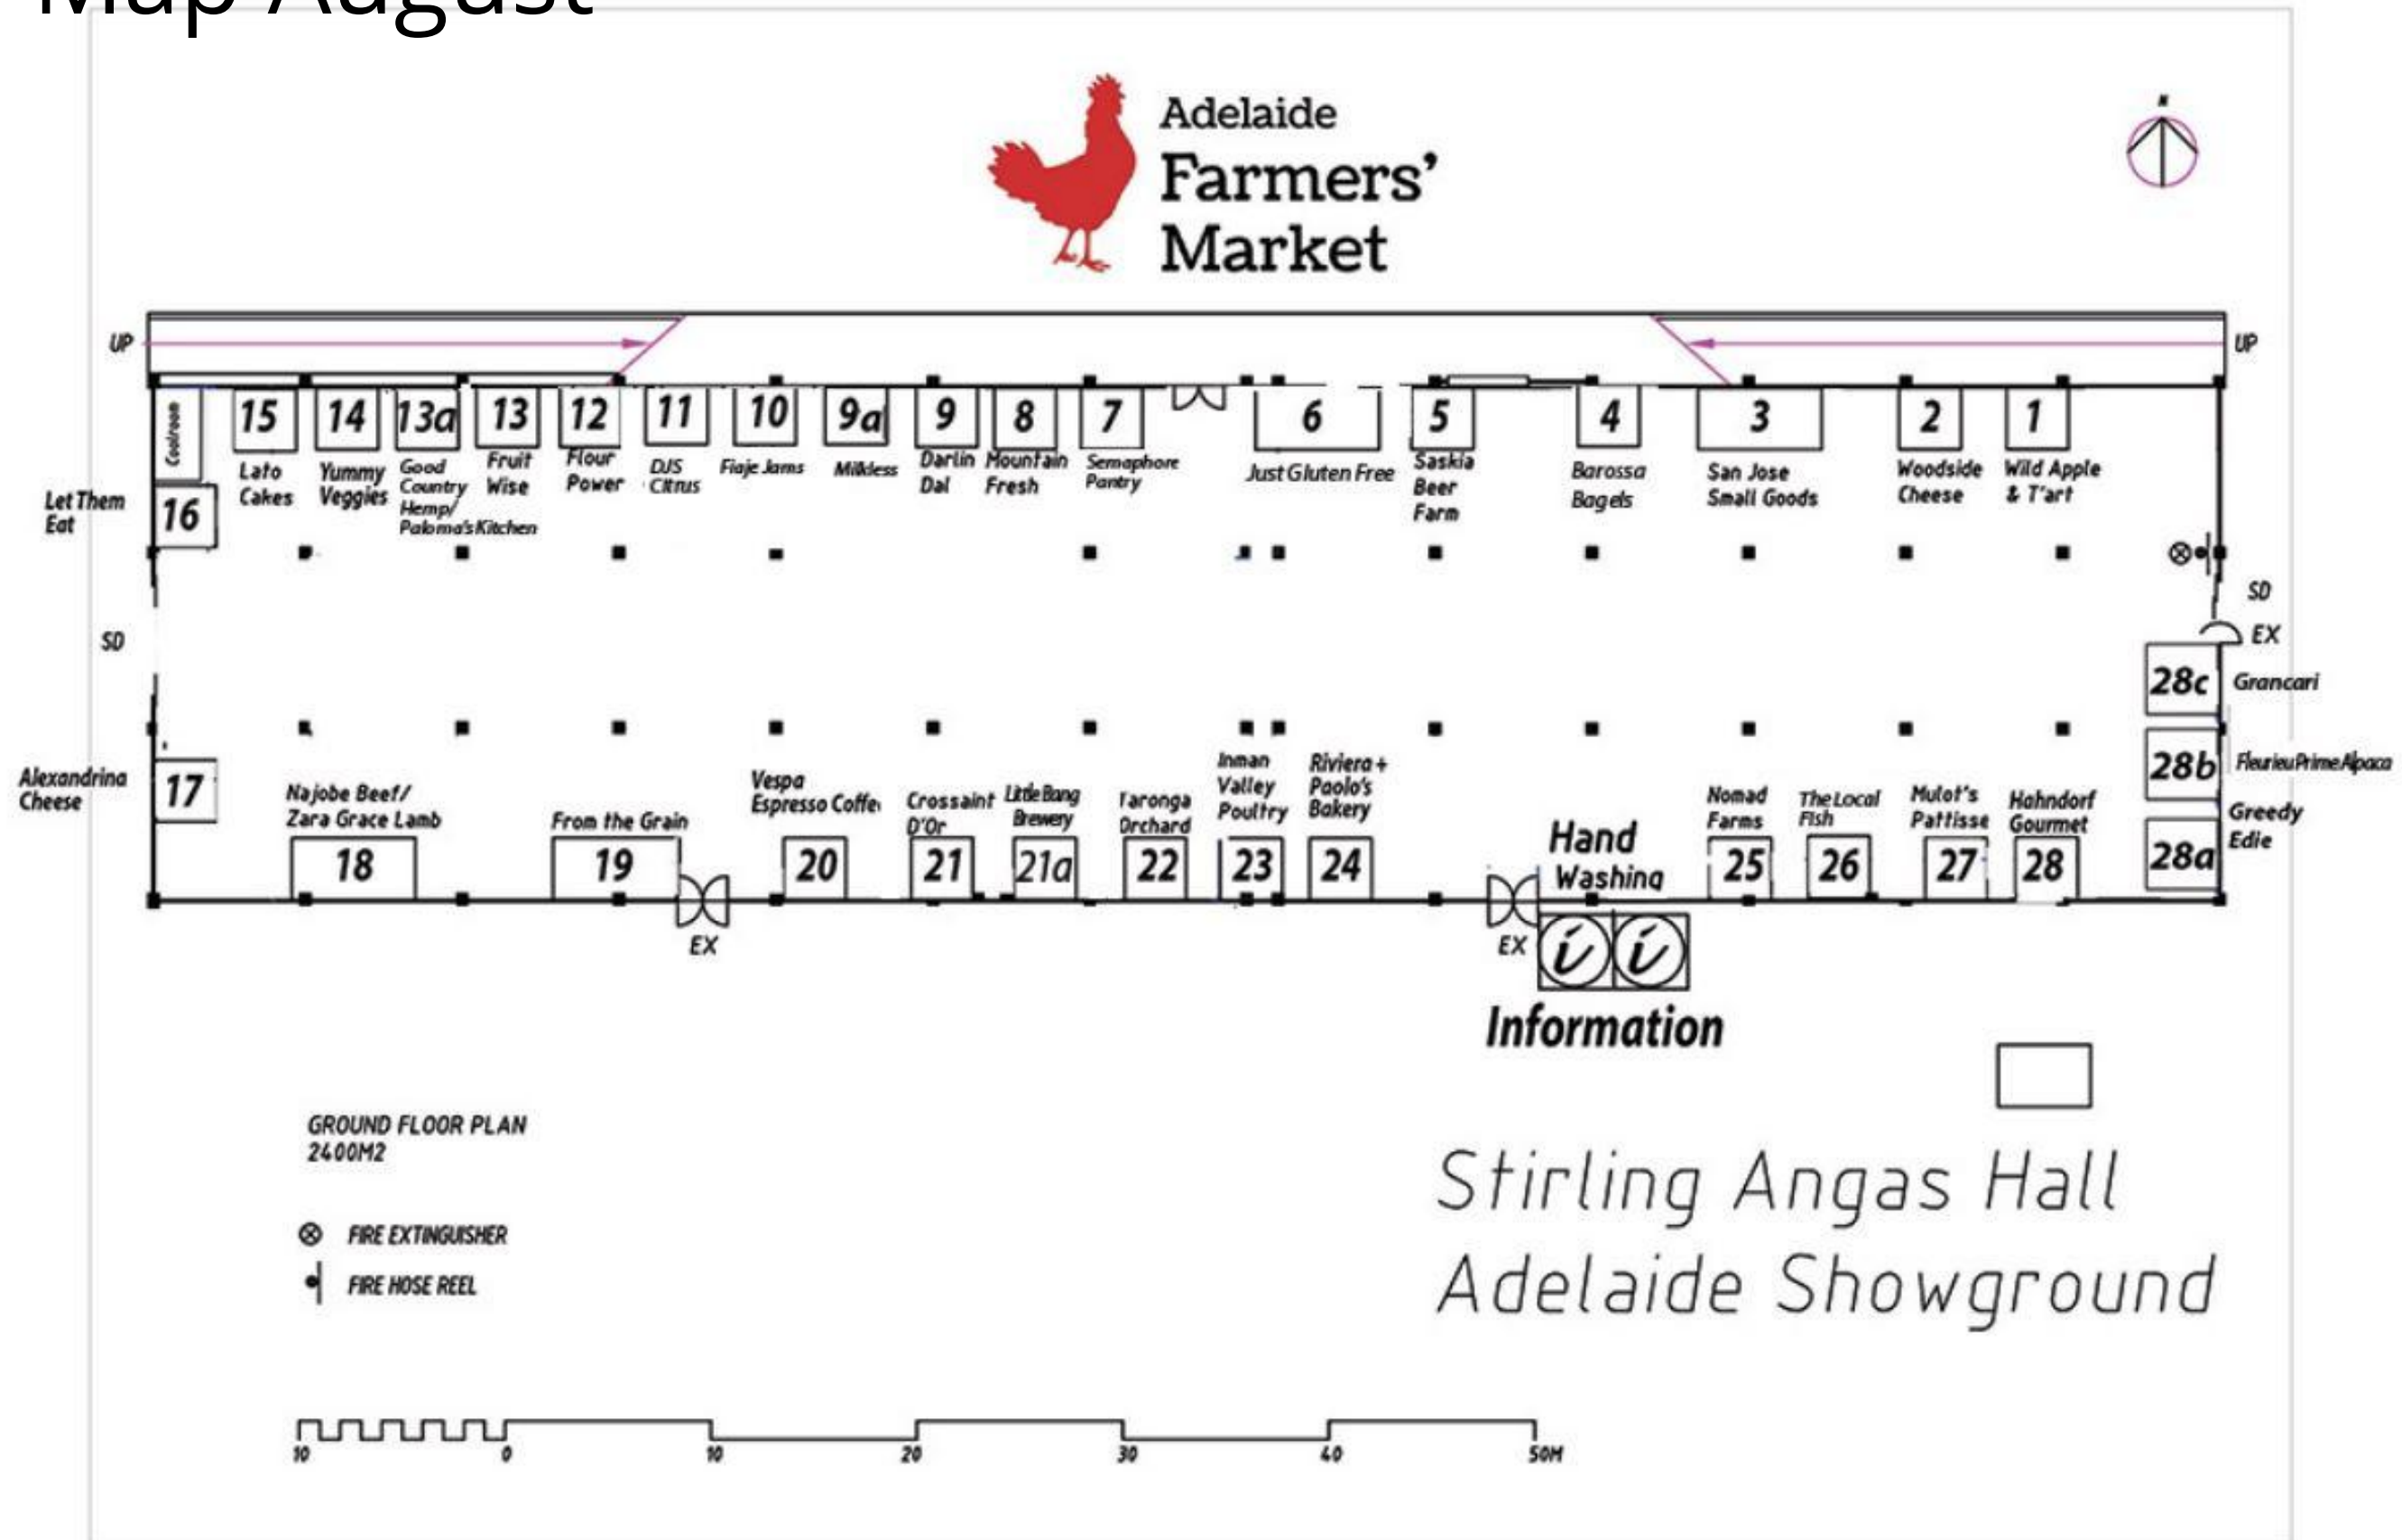 Map August
Adelaide
Farmers'
Market
N
UP
UP
Coolroom
15
14
13a
13
12
11
10
9a
9
8
7
6
5
4
3
2
1
Lato
Cakes
Yummy
Veggies
Good
Country
Hemp/
Paloma's Kitchen
Fruit
Wise
Flour
Power
DJS
Citrus
Fiaje Jams
Milkless
Darlin
Dal
Mountain
Fresh
Semaphore
Pantry
Just Gluten Free
Saskia
Beer
Farm
Barossa
Bagels
San Jose
Small Goods
Woodside
Cheese
Wild Apple
& T'art
Let Them
Eat
16
SD
SD
EX
28c
Grancari
28b
Fleurieu Prime Alpaca
28a
Greedy
Edie
Alexandrina
Cheese
17
Najobe Beef/
Zara Grace Lamb
18
From the Grain
19
Vespa
Espresso Coffe
20
Crossaint
D'Or
21
Little Bang
Brewery
21a
Taronga
Orchard
22
Inman
Valley
Poultry
23
Riviera +
Paolo's
Bakery
24
Hand
Washing
Nomad
Farms
25
The Local
Fish
26
Mulot's
Pattisse
27
Hahndorf
Gourmet
28
EX
EX
i i
Information
GROUND FLOOR PLAN
2400M2
FIRE EXTINGUISHER
FIRE HOSE REEL
Stirling Angas Hall
Adelaide Showground
10 0 10 20 30 40 50M